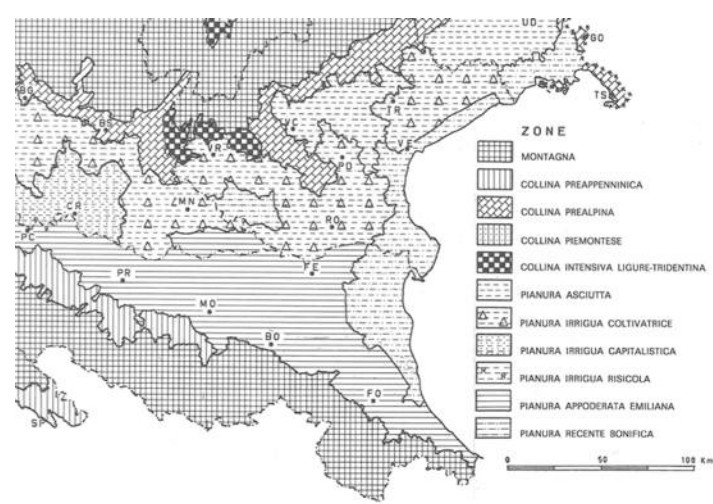 UD
GO
BG
TS
BS
TR
VC
VE
VR
PD
CR
MN
RO
PC
PR
FE
MO
BO
FO
SP
ZONE
MONTAGNA
COLLINA PREAPPENNINICA
COLLINA PREALPINA
COLLINA PIEMONTESE
COLLINA INTENSIVA LIGURE-TRIDENTINA
PIANURA ASCIUTTA
PIANURA IRRIGUA COLTIVATRICE
PIANURA IRRIGUA CAPITALISTICA
PIANURA IRRIGUA RISICOLA
PIANURA APPODERATA EMILIANA
PIANURA RECENTE BONIFICA
0 50 100 Km